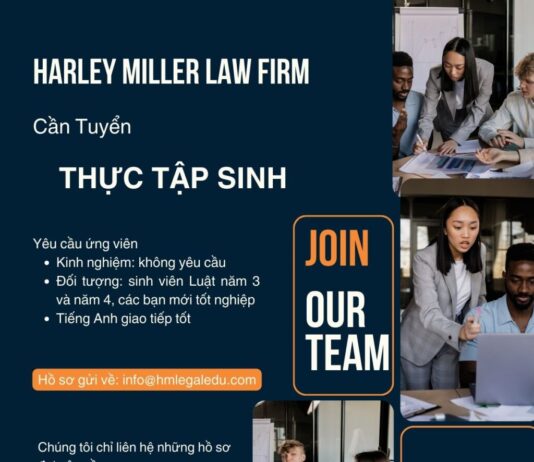 HARLEY MILLER LAW FIRM
Cần Tuyển
THỰC TẬP SINH
Yêu cầu ứng viên
• Kinh nghiệm: không yêu cầu
• Đối tượng: sinh viên Luật năm 3
và năm 4, các bạn mới tốt nghiệp
• Tiếng Anh giao tiếp tốt
JOIN
OUR
TEAM
Hồ sơ gửi về: info@hmlegaledu.com
Chúng tôi chỉ liên hệ những hồ sơ